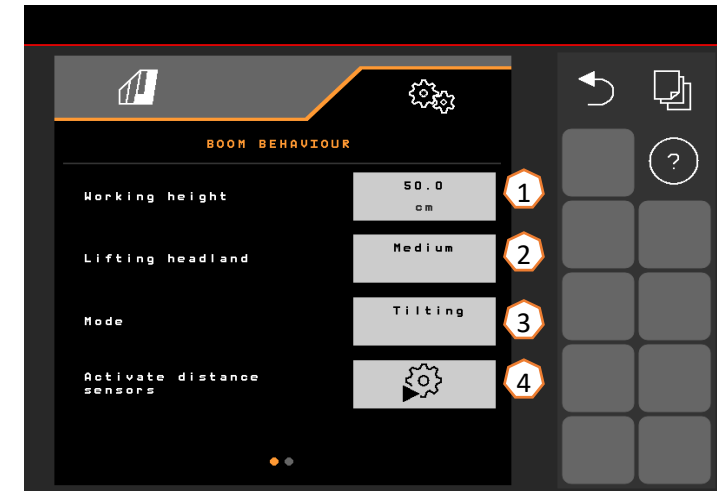 BOOM BEHAVIOUR
Working height
50.0
cm
1
Lifting headland
Medium
2
Mode
Tilting
3
Activate distance
sensors
4
?